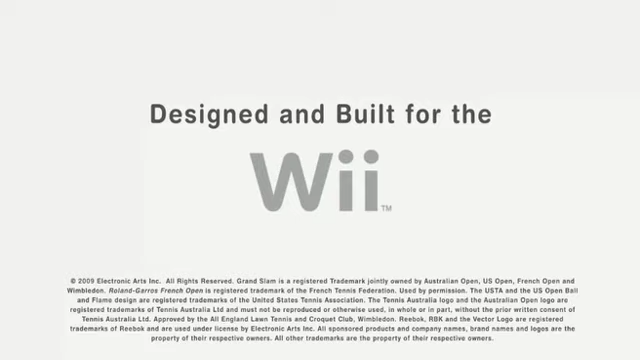 Designed and Built for the
Wii™
© 2009 Electronic Arts Inc. All Rights Reserved. Grand Slam is a registered Trademark jointly owned by Australian Open, US Open, French Open and
Wimbledon. Roland-Garros French Open is registered trademark of the French Tennis Federation. Used by permission. The USTA and the US Open Ball
and Flame design are registered trademarks of the United States Tennis Association. The Tennis Australia logo and the Australian Open logo are
registered trademarks of Tennis Australia Ltd and must not be reproduced or otherwise used, in whole or in part, without the prior written consent of
Tennis Australia Ltd. Approved by the All England Lawn Tennis and Croquet Club, Wimbledon. Reebok, RBK and the Vector Logo are registered
trademarks of Reebok and are used under license by Electronic Arts Inc. All sponsored products and company names, brand names and logos are the
property of their respective owners. All other trademarks are the property of their respective owners.